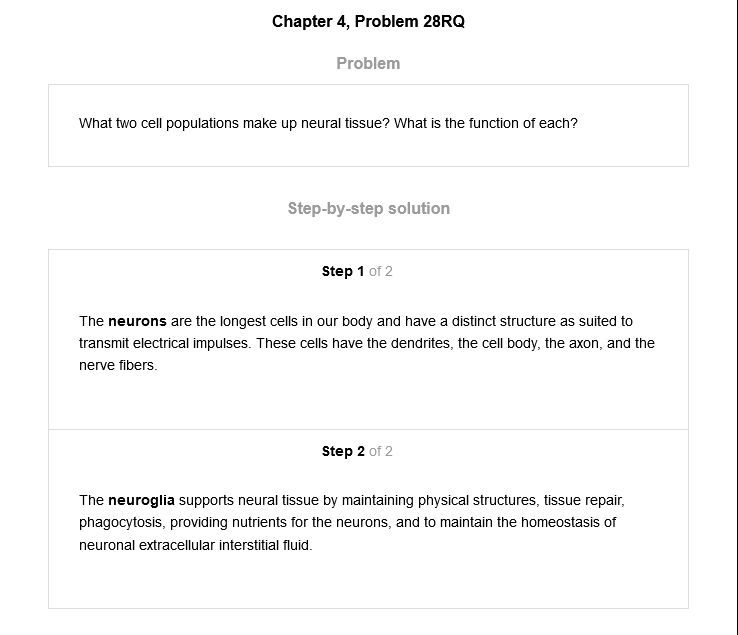 Chapter 4, Problem 28RQ
Problem
What two cell populations make up neural tissue? What is the function of each?
Step-by-step solution
Step 1 of 2
The neurons are the longest cells in our body and have a distinct structure as suited to
transmit electrical impulses. These cells have the dendrites, the cell body, the axon, and the
nerve fibers.
Step 2 of 2
The neuroglia supports neural tissue by maintaining physical structures, tissue repair,
phagocytosis, providing nutrients for the neurons, and to maintain the homeostasis of
neuronal extracellular interstitial fluid.